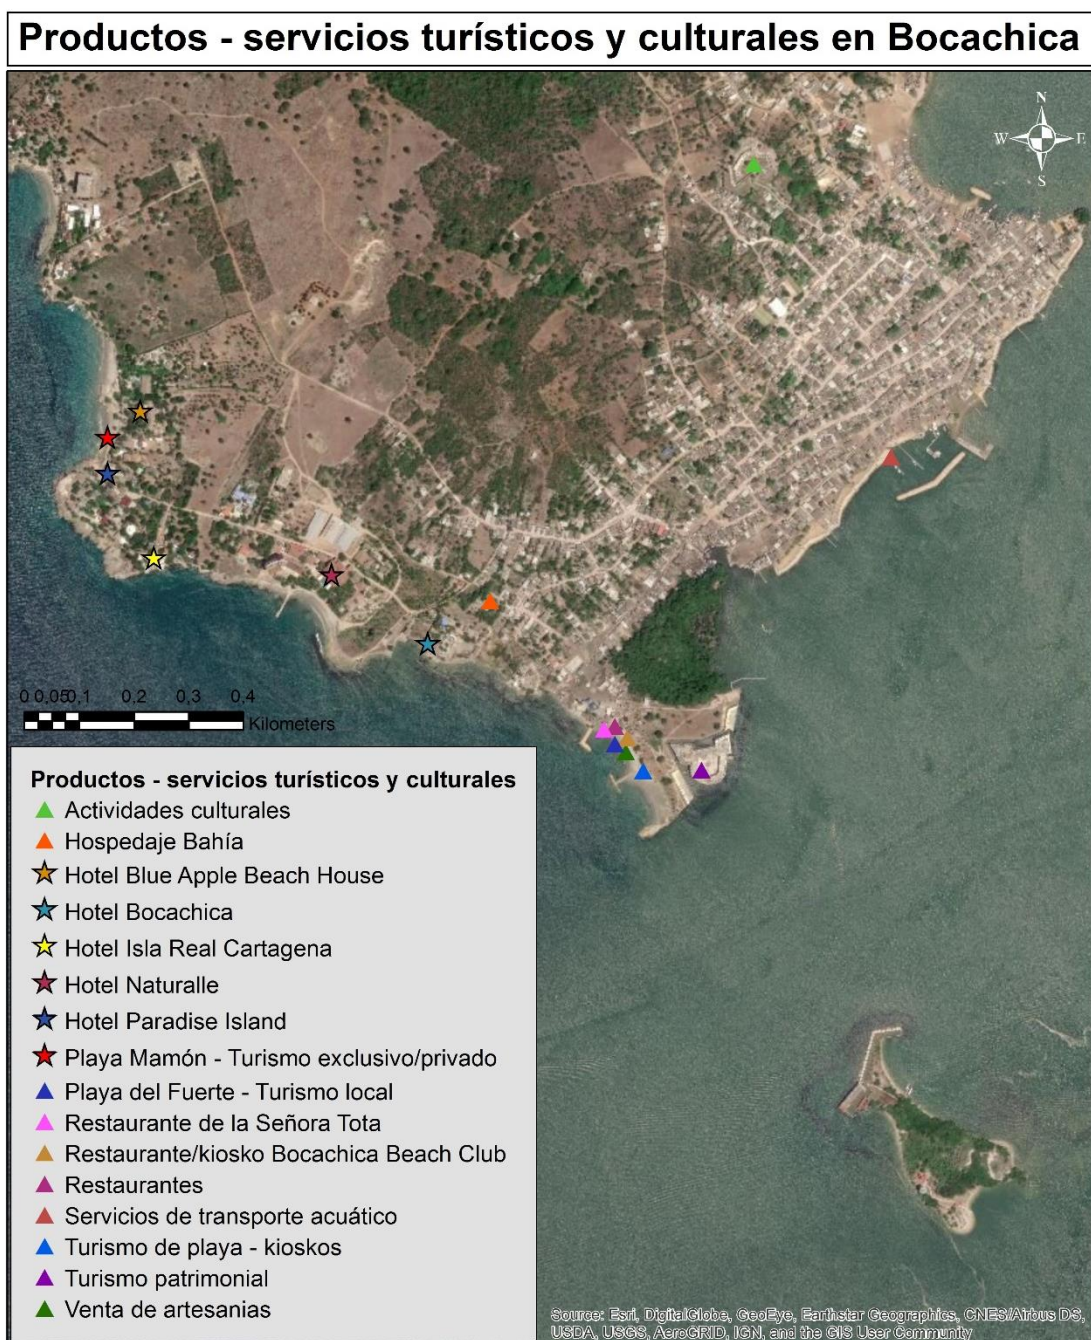 Productos - servicios turísticos y culturales en Bocachica
N
W E
S
0 0,05 0,1 0,2 0,3 0,4
Kilometers
Productos - servicios turísticos y culturales
Actividades culturales
Hospedaje Bahía
Hotel Blue Apple Beach House
Hotel Bocachica
Hotel Isla Real Cartagena
Hotel Naturalle
Hotel Paradise Island
Playa Mamón - Turismo exclusivo/privado
Playa del Fuerte - Turismo local
Restaurante de la Señora Tota
Restaurante/kiosko Bocachica Beach Club
Restaurantes
Servicios de transporte acuático
Turismo de playa - kioskos
Turismo patrimonial
Venta de artesanias
Source: Esri, DigitalGlobe, GeoEye, Earthstar Geographics, CNES/Airbus DS,
USDA, USGS, AeroGRID, IGN, and the GIS User Community